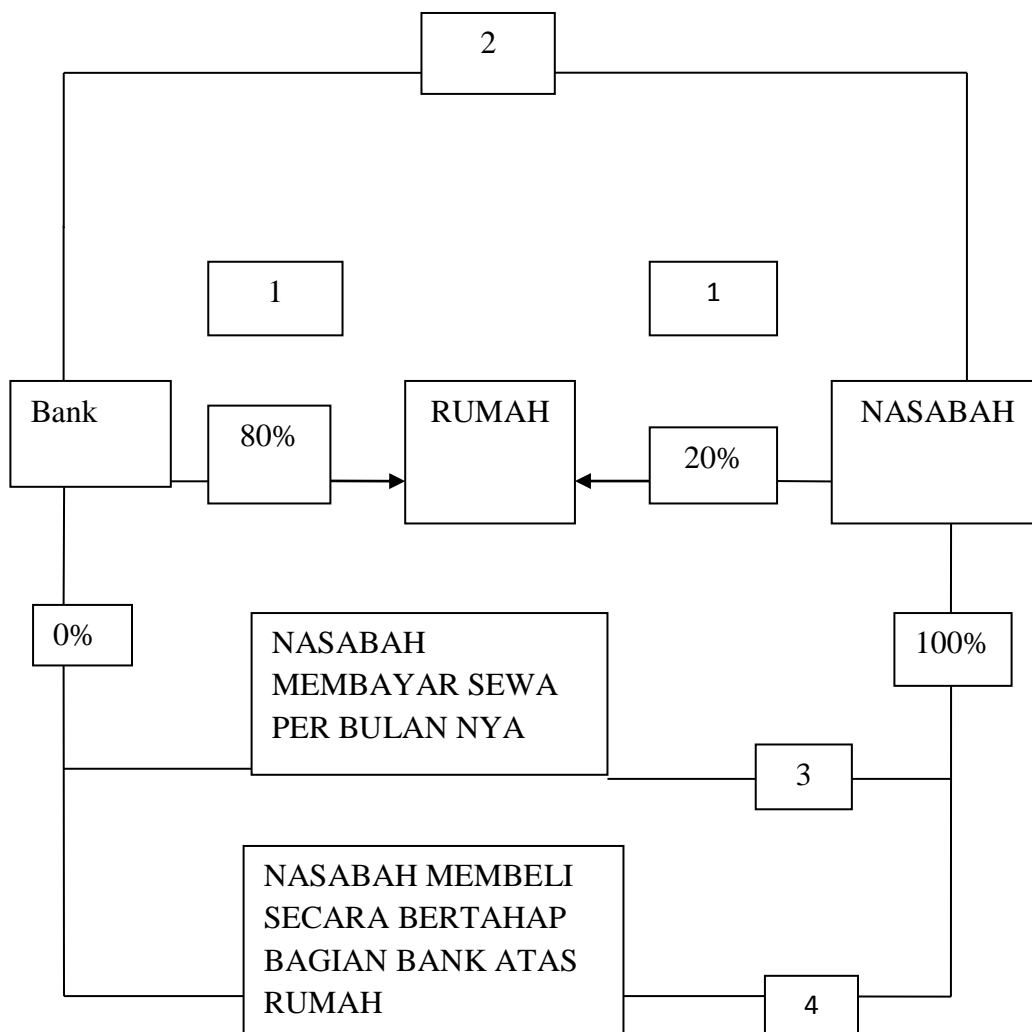 2
1
1
Bank
80%
RUMAH
20%
NASABAH
0%
NASABAH
MEMBAYAR SEWA
PER BULAN NYA
100%
3
NASABAH MEMBELI
SECARA BERTAHAP
BAGIAN BANK ATAS
RUMAH
4